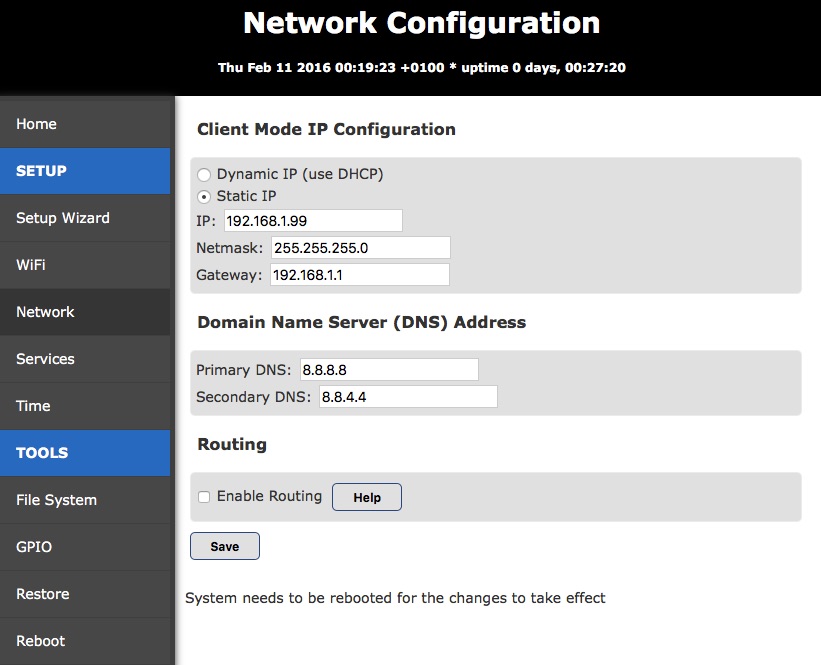 Network Configuration
Thu Feb 11 2016 00:19:23 +0100 * uptime 0 days, 00:27:20
Home
SETUP
Setup Wizard
WiFi
Network
Services
Time
TOOLS
File System
GPIO
Restore
Reboot
Client Mode IP Configuration
Dynamic IP (use DHCP)
Static IP
IP: 192.168.1.99
Netmask: 255.255.255.0
Gateway: 192.168.1.1
Domain Name Server (DNS) Address
Primary DNS: 8.8.8.8
Secondary DNS: 8.8.4.4
Routing
Enable Routing Help
Save
System needs to be rebooted for the changes to take effect